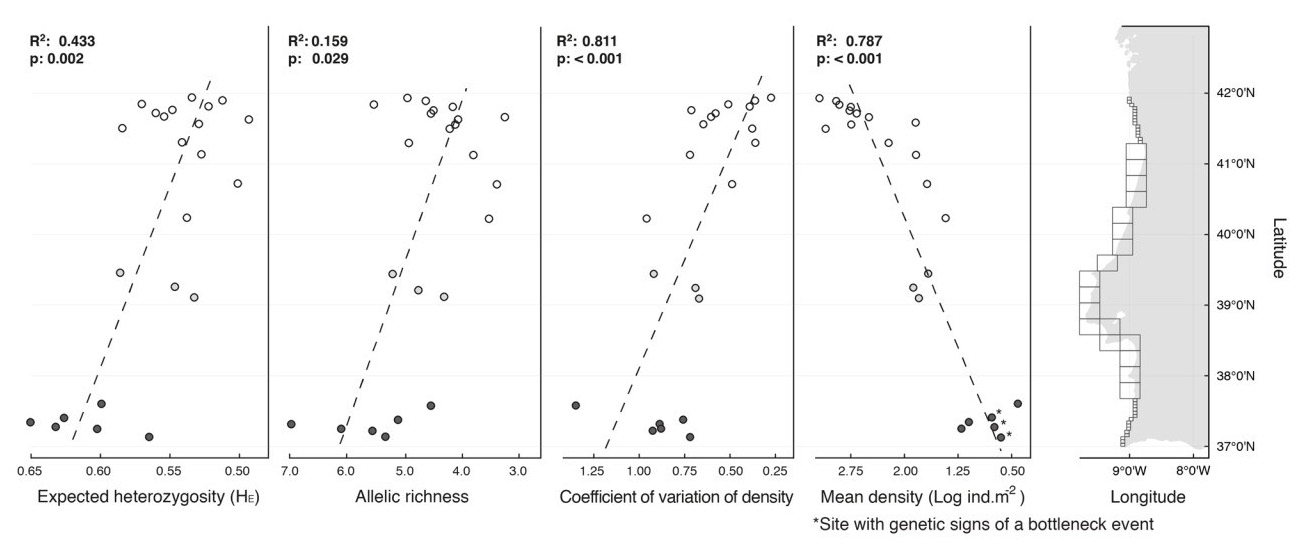 R²: 0.433
p: 0.002
R²: 0.159
p: 0.029
R²: 0.811
p: < 0.001
R²: 0.787
p: < 0.001
42°0'N
41°0'N
40°0'N
39°0'N
38°0'N
37°0'N
Latitude
* * *
0.65 0.60 0.55 0.50
7.0 6.0 5.0 4.0 3.0
1.25 1.00 0.75 0.50 0.25
2.75 2.00 1.25 0.50
9°0'W 8°0'W
Expected heterozygosity (HE)
Allelic richness
Coefficient of variation of density
Mean density (Log ind.m²)
Longitude
*Site with genetic signs of a bottleneck event